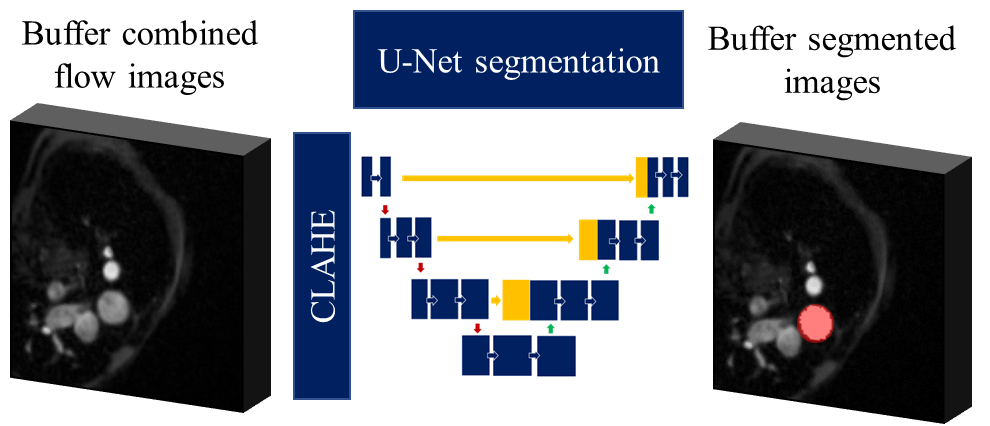 Buffer combined
flow images
U-Net segmentation
Buffer segmented
images
CLAHE